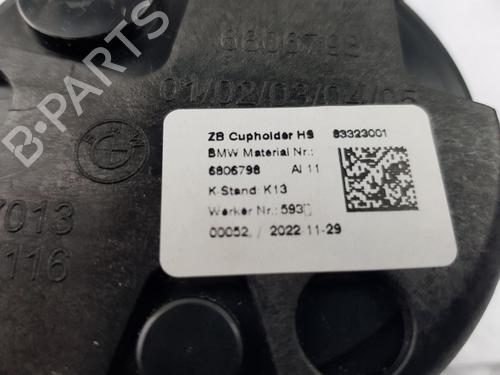 6806798
01/02/03/04/05
ZB Cupholder HS 83323001
BMW Material Nr.:
6806798 AI 11
K-Stand: K13
Werker Nr.: 593
00052 / 2022-11-29
7013
116
B-Parts